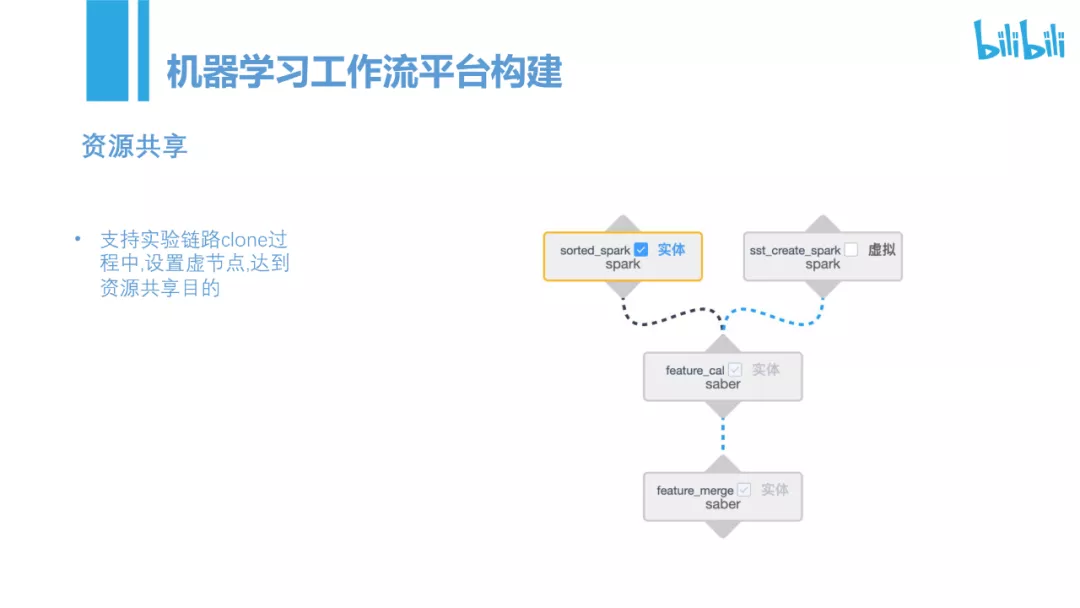 bilibili
机器学习工作流平台构建
资源共享
• 支持实验链路clone过
程中,设置虚节点,达到
资源共享目的
sorted_spark 实体
spark
sst_create_spark 虚拟
spark
feature_cal 实体
saber
feature_merge 实体
saber